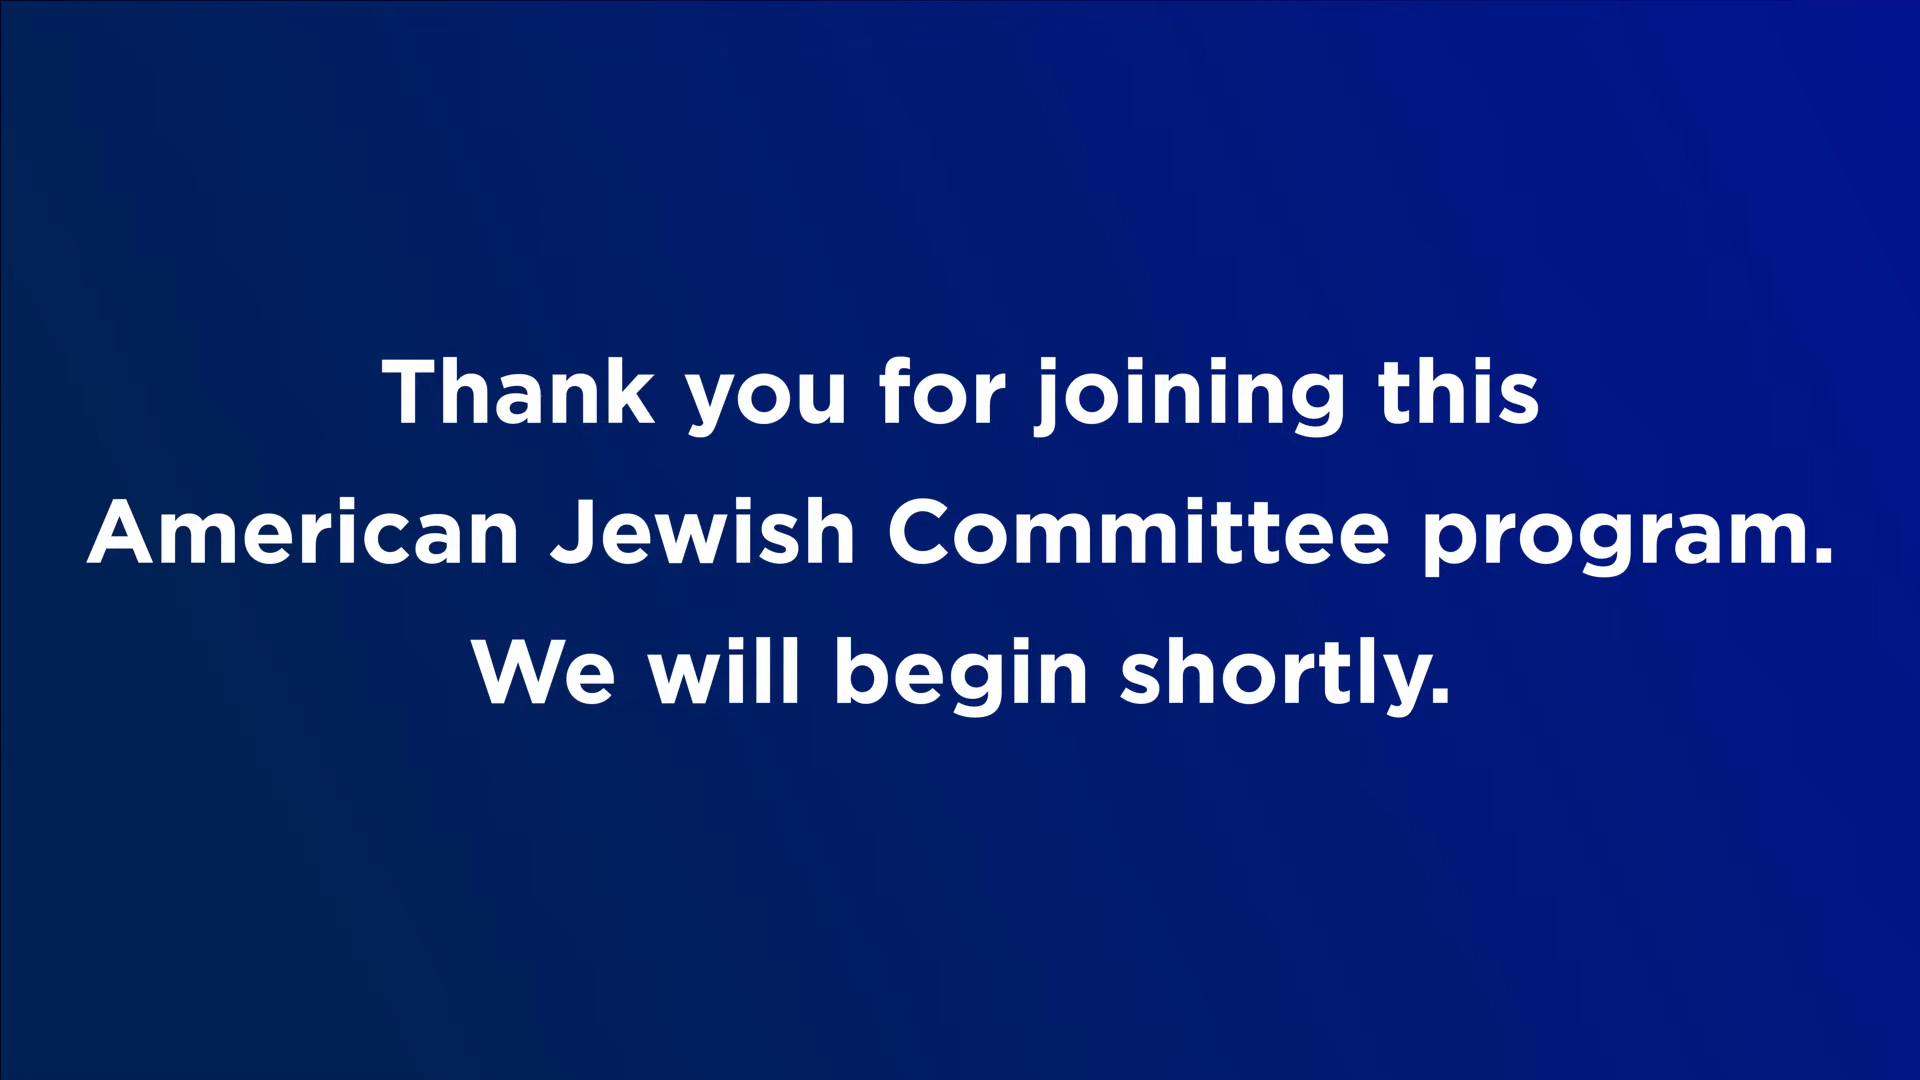 Thank you for joining this
American Jewish Committee program.
We will begin shortly.